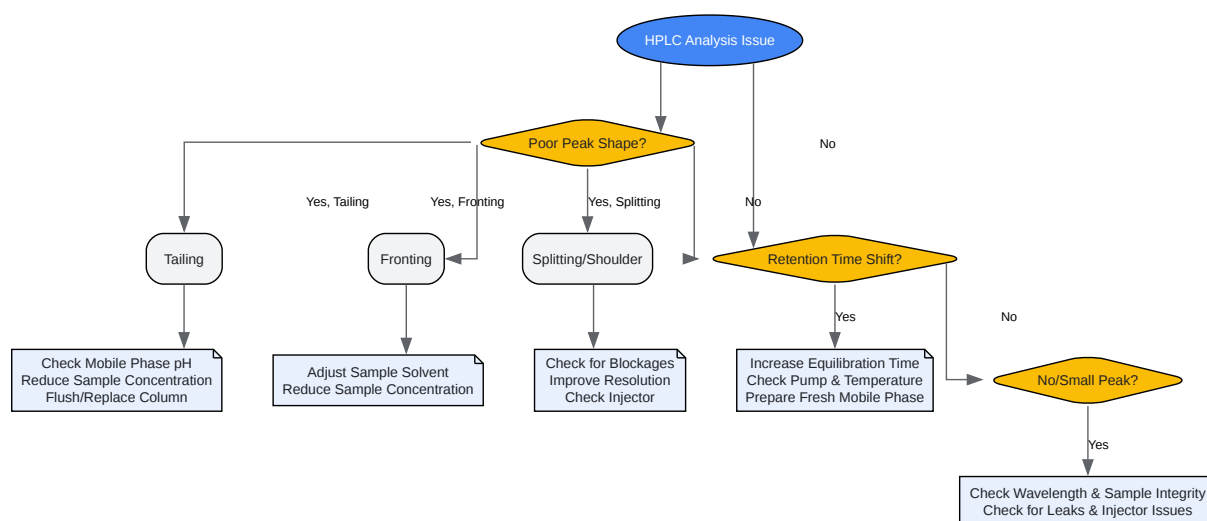 HPLC Analysis Issue
Poor Peak Shape?
No
Yes, Tailing
Yes, Fronting
Yes, Splitting
No
Tailing
Fronting
Splitting/Shoulder
Retention Time Shift?
Yes
No
Check Mobile Phase pH
Reduce Sample Concentration
Flush/Replace Column
Adjust Sample Solvent
Reduce Sample Concentration
Check for Blockages
Improve Resolution
Check Injector
Increase Equilibration Time
Check Pump & Temperature
Prepare Fresh Mobile Phase
No/Small Peak?
Yes
Check Wavelength & Sample Integrity
Check for Leaks & Injector Issues